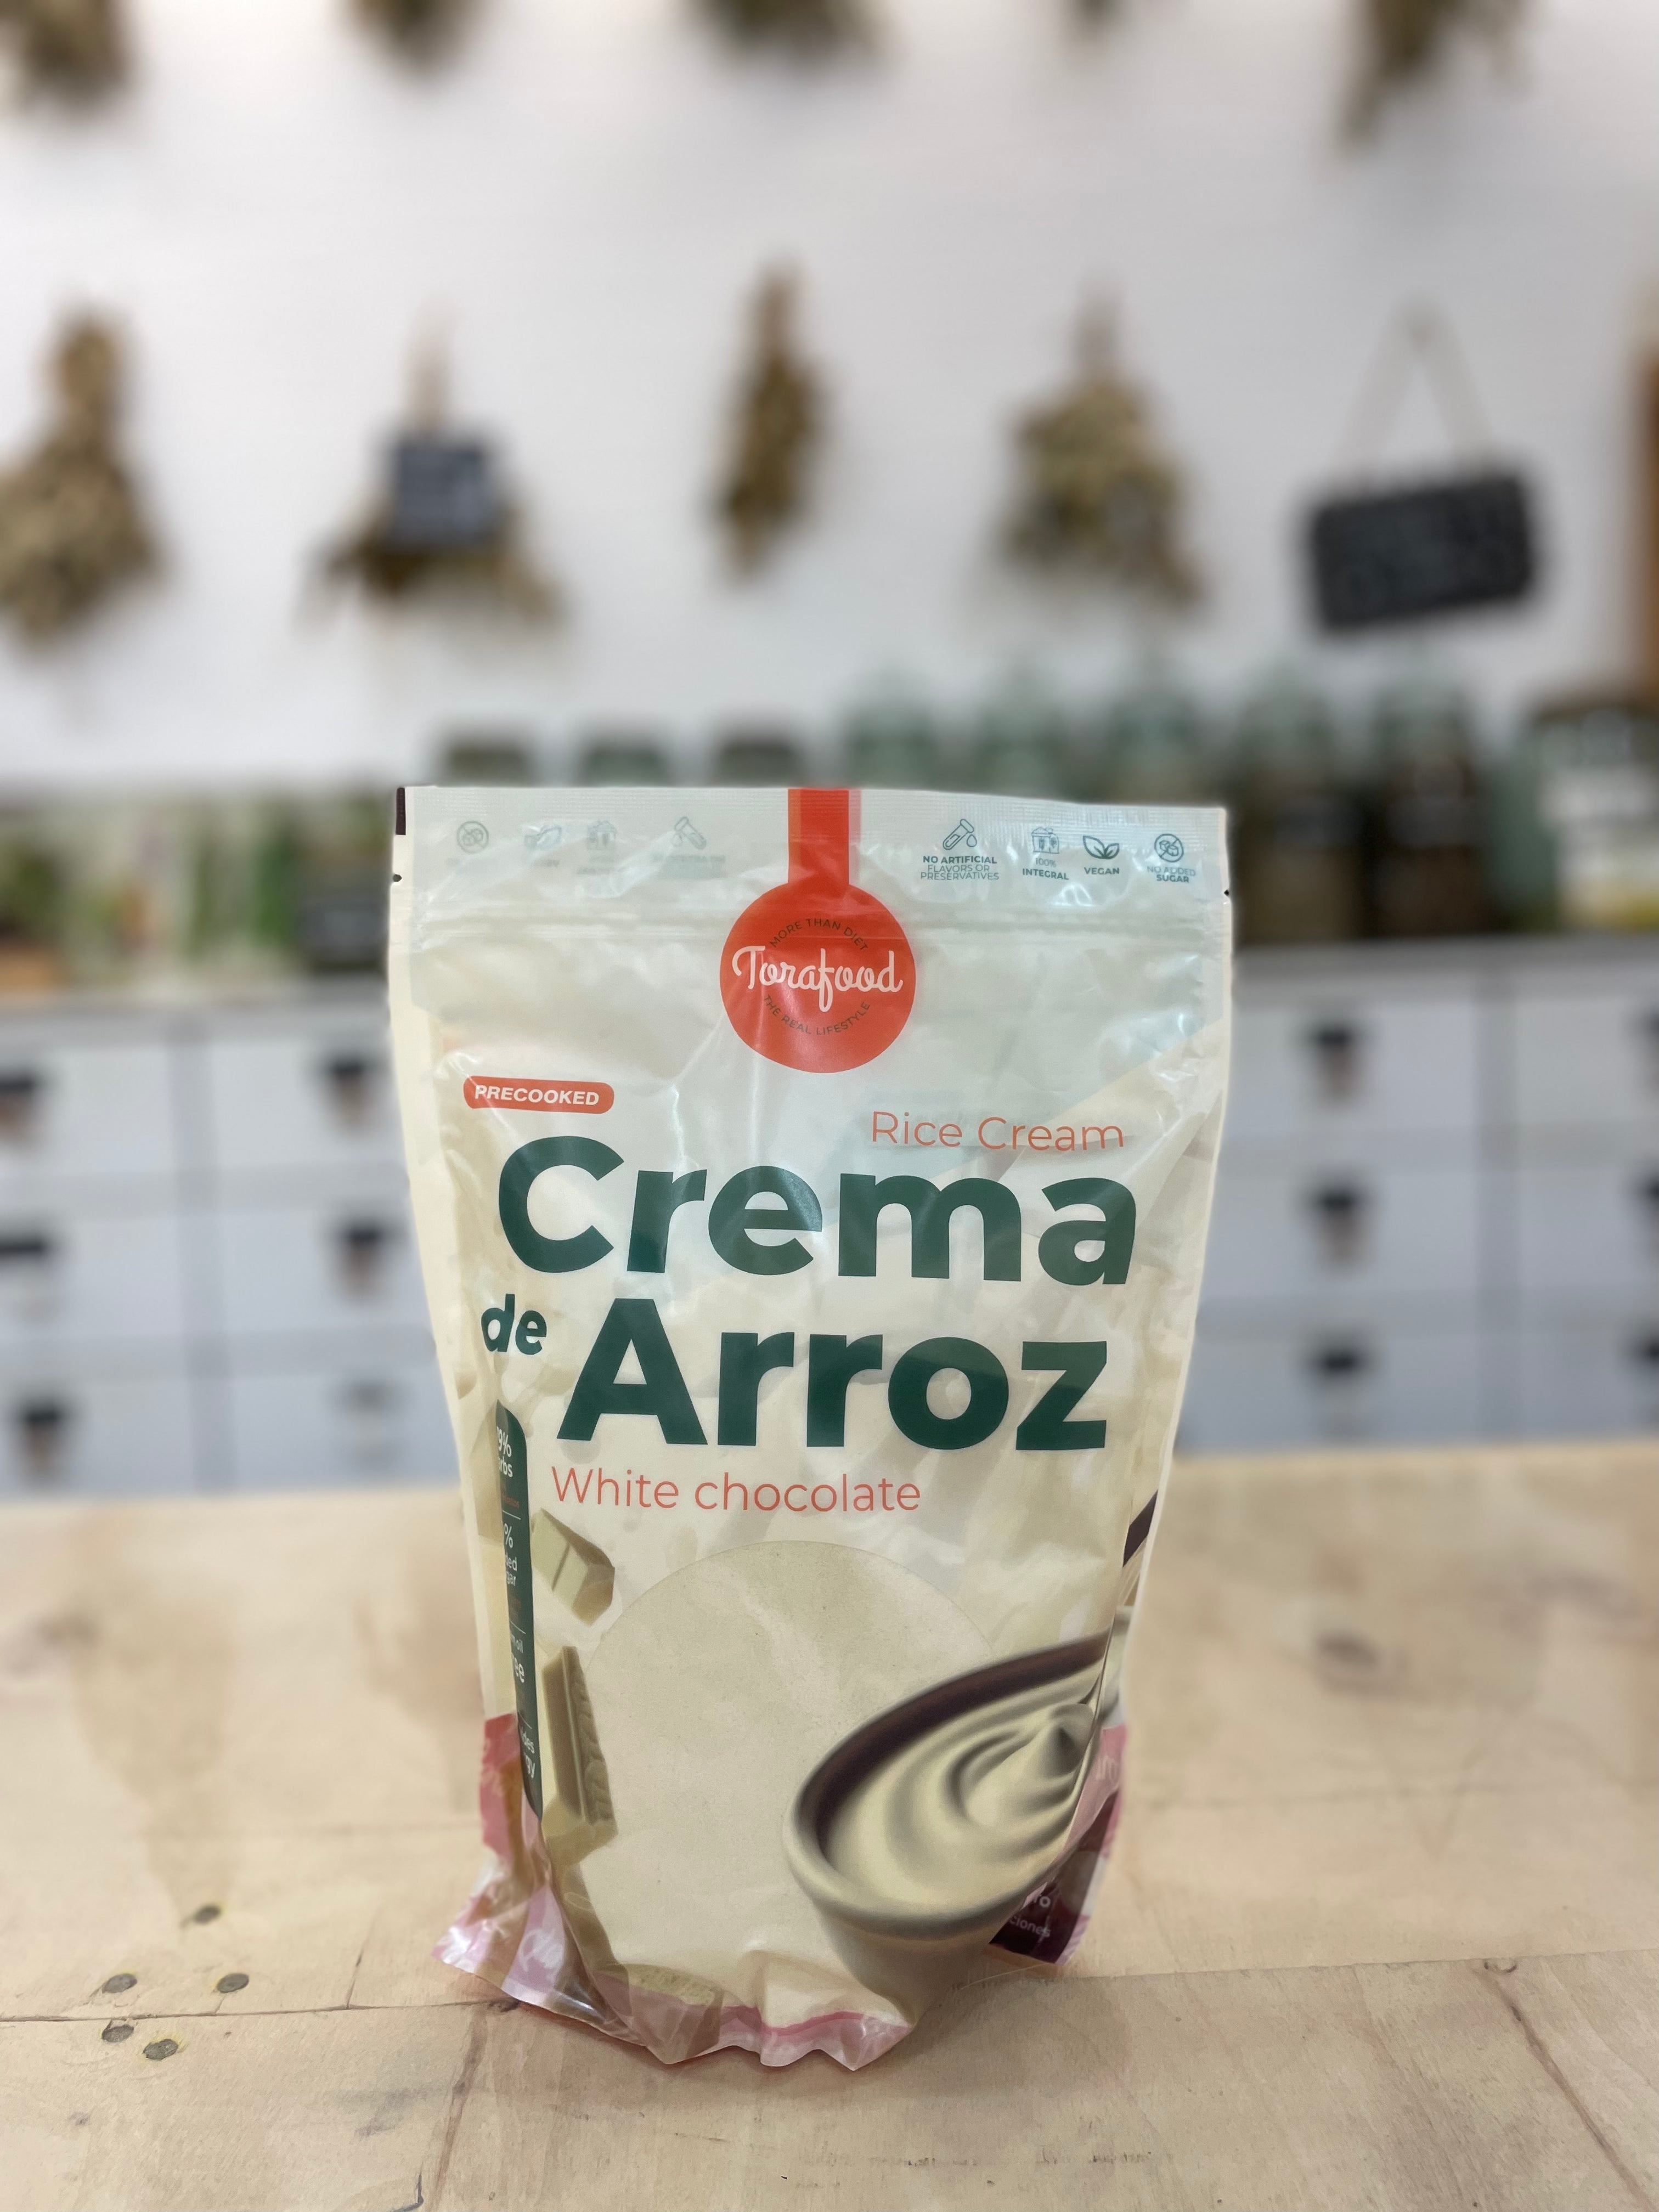 NO ARTIFICIAL
FLAVORS OR
PRESERVATIVES
100%
INTEGRAL
VEGAN
NO ADDED
SUGAR
MORE THAN DIET
Torafood
THE REAL LIFESTYLE
PRECOOKED
Rice Cream
Crema
de Arroz
White chocolate